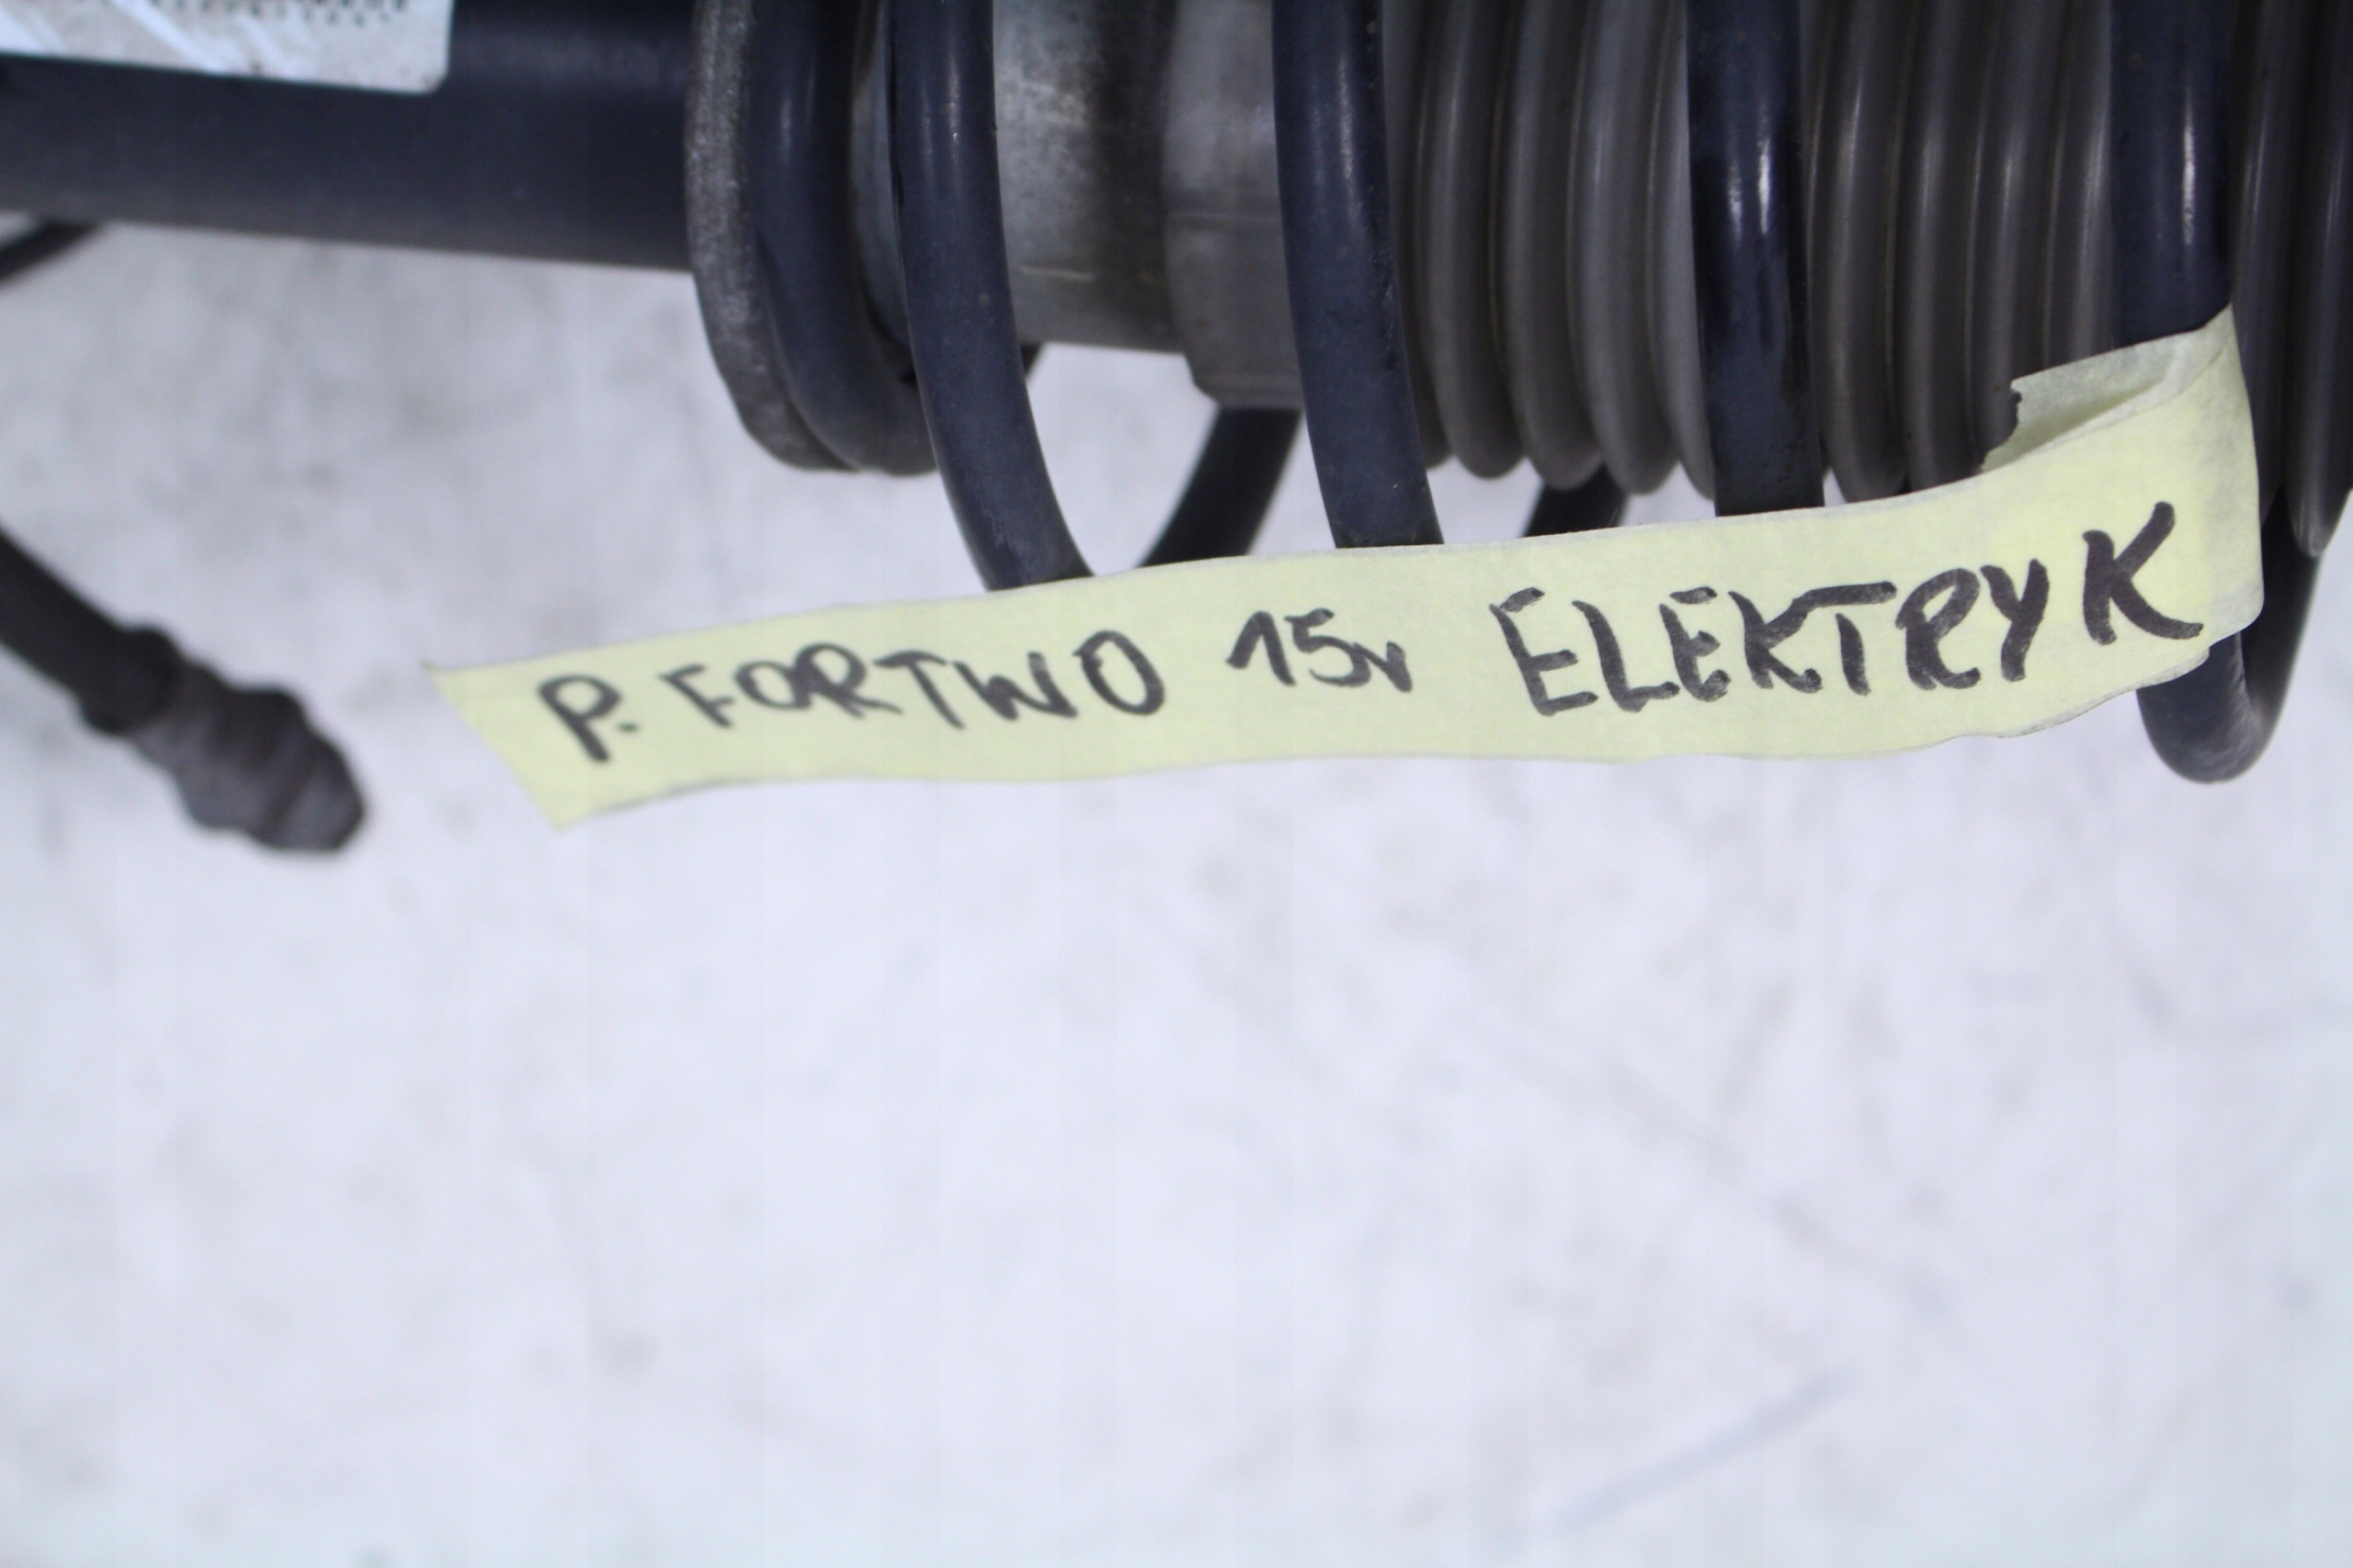 P. FORTWO 15r ELEKTRYK